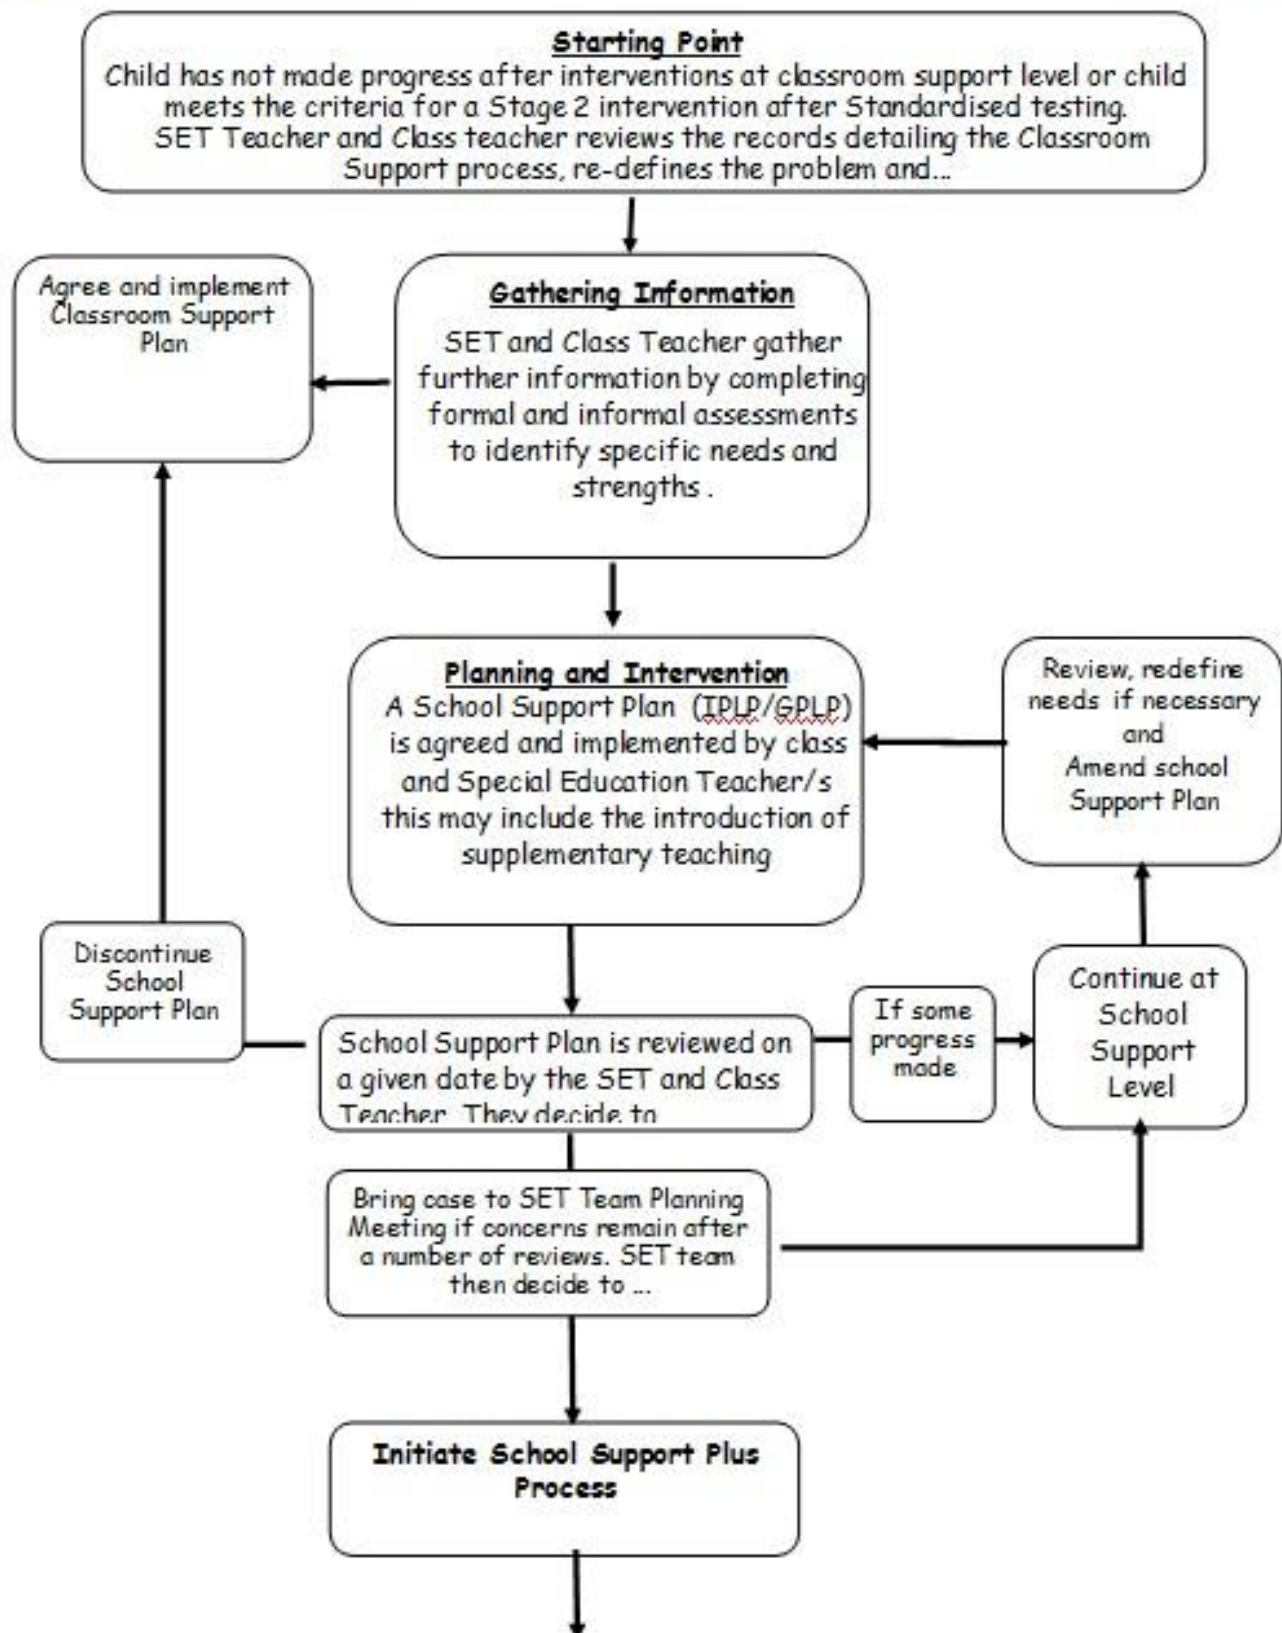 Starting Point
Child has not made progress after interventions at classroom support level or child
meets the criteria for a Stage 2 intervention after Standardised testing.
SET Teacher and Class teacher reviews the records detailing the Classroom
Support process, re-defines the problem and...
Agree and implement
Classroom Support
Plan
Gathering Information
SET and Class Teacher gather
further information by completing
formal and informal assessments
to identify specific needs and
strengths .
Planning and Intervention
A School Support Plan (IPLP/GPLP)
is agreed and implemented by class
and Special Education Teacher/s
this may include the introduction of
supplementary teaching
Review, redefine
needs if necessary
and
Amend school
Support Plan
Discontinue
School
Support Plan
School Support Plan is reviewed on
a given date by the SET and Class
Teacher. They decide to
If some
progress
made
Continue at
School
Support
Level
Bring case to SET Team Planning
Meeting if concerns remain after
a number of reviews. SET team
then decide to ...
Initiate School Support Plus
Process